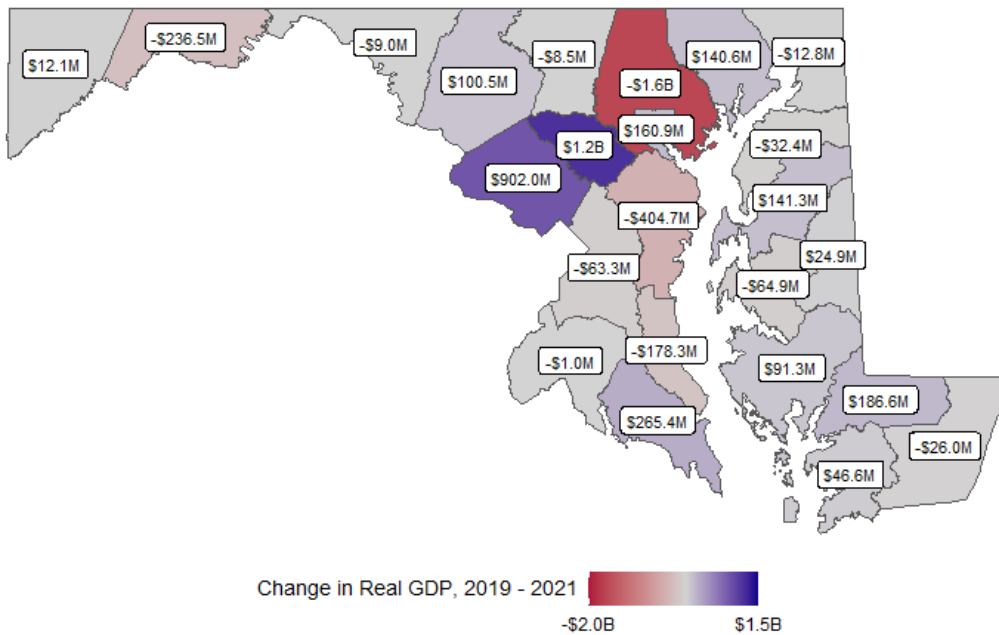 $12.1M
-$236.5M
-$9.0M
$100.5M
-$8.5M
-$1.6B
$140.6M
-$12.8M
$160.9M
$1.2B
$902.0M
-$32.4M
$141.3M
-$404.7M
$24.9M
-$63.3M
-$64.9M
-$1.0M
-$178.3M
$91.3M
$265.4M
$186.6M
-$26.0M
$46.6M
Change in Real GDP, 2019 - 2021
-$2.0B
$1.5B